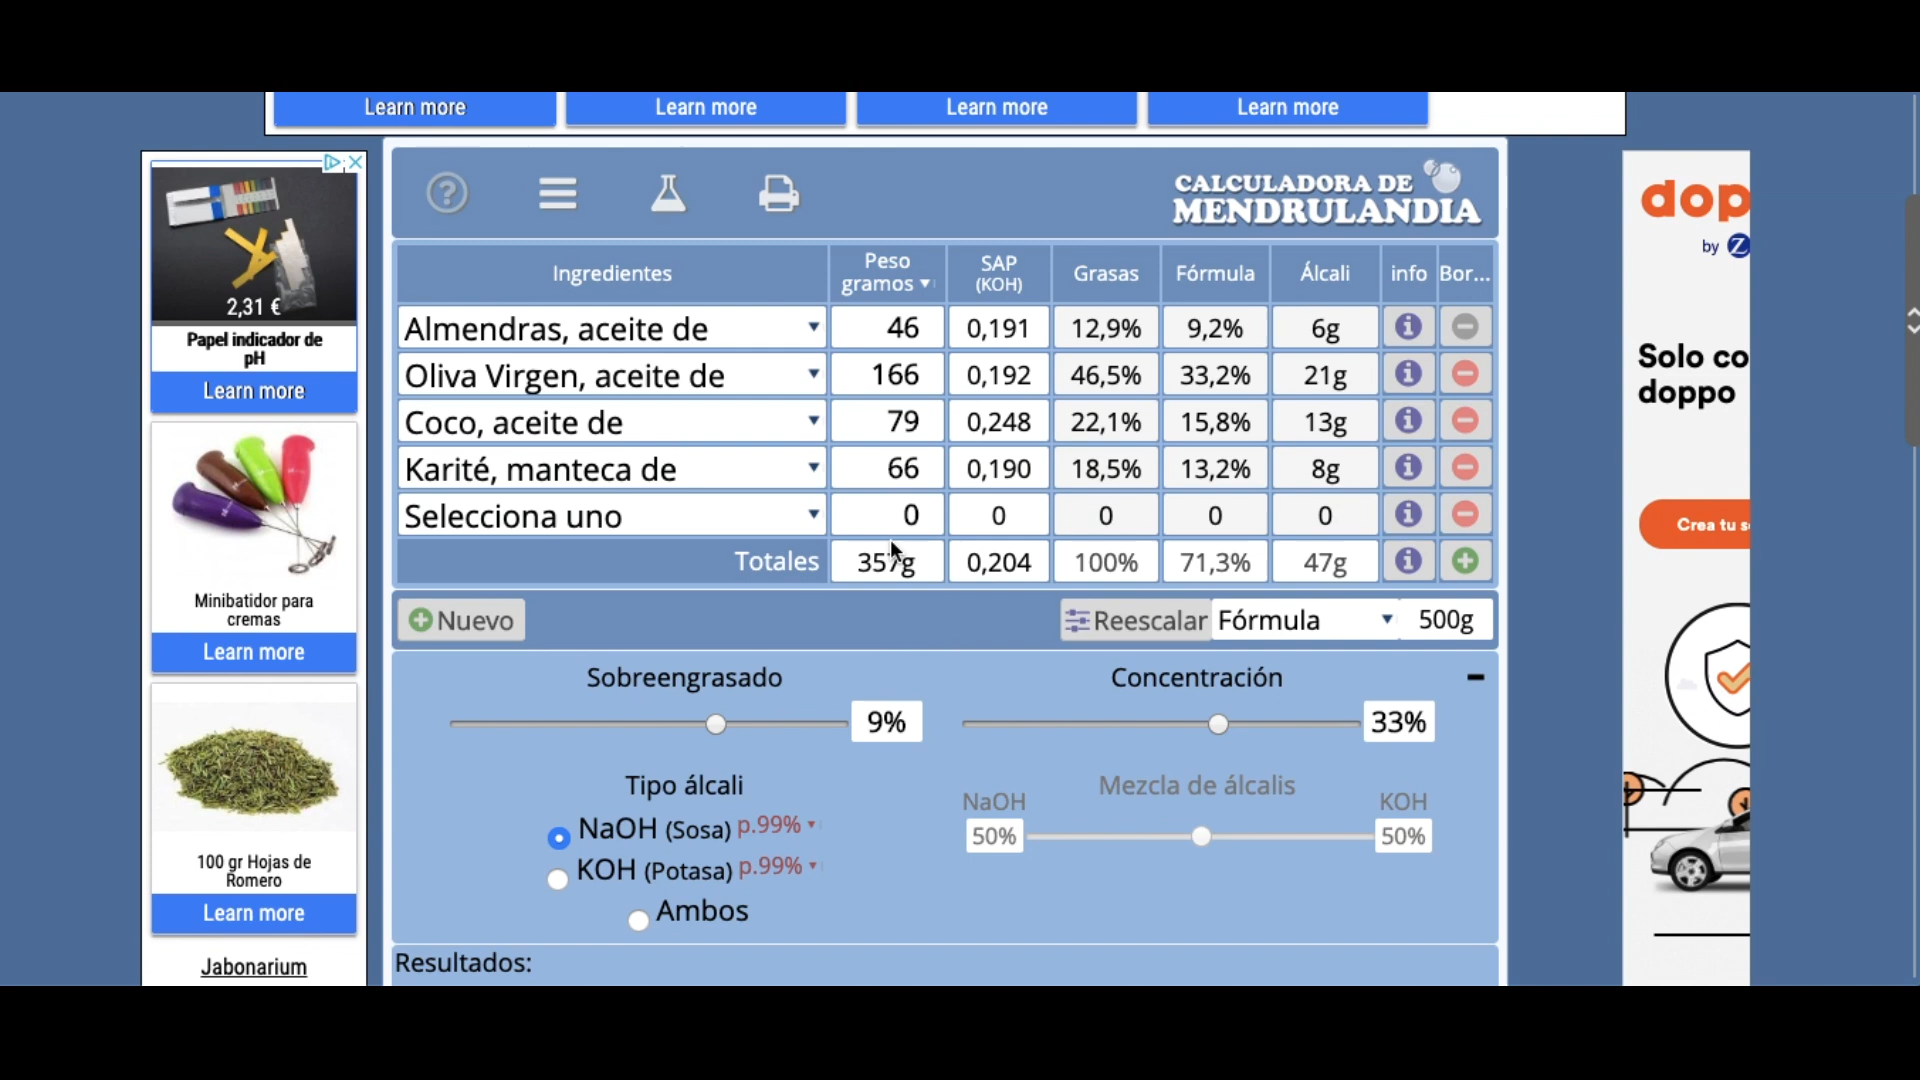 Learn more
Learn more
Learn more
Learn more
2,31 €
Papel indicador de
pH
Learn more
Minibatidor para
cremas
Learn more
100 gr Hojas de
Romero
Learn more
Jabonarium
CALCULADORA DE
MENDRULANDIA
Ingredientes
Peso
gramos
SAP
(KOH)
Grasas
Fórmula
Álcali
info
Bor...
Almendras, aceite de
46
0,191
12,9%
9,2%
6g
Oliva Virgen, aceite de
166
0,192
46,5%
33,2%
21g
Coco, aceite de
79
0,248
22,1%
15,8%
13g
Karité, manteca de
66
0,190
18,5%
13,2%
8g
Selecciona uno
0
0
0
0
0
Totales
357g
0,204
100%
71,3%
47g
Nuevo
Reescalar
Fórmula
500g
Sobreengrasado
9%
Concentración
33%
Tipo álcali
NaOH (Sosa) p.99%
KOH (Potasa) p.99%
Ambos
Mezcla de álcalis
NaOH
KOH
50%
50%
Resultados:
dop
by Z
Solo co
doppo
Crea tu s